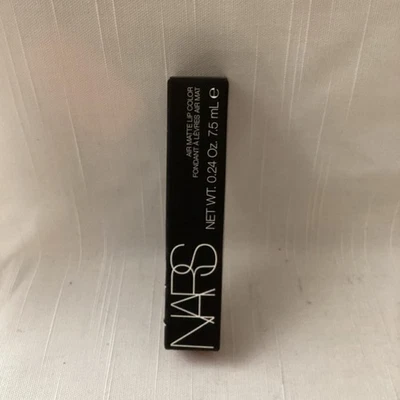 NARS
AIR MATTE LIP COLOR
FONDANT À LÈVRES AIR MAT
NET WT. 0.24 Oz. 7.5 mL ℮